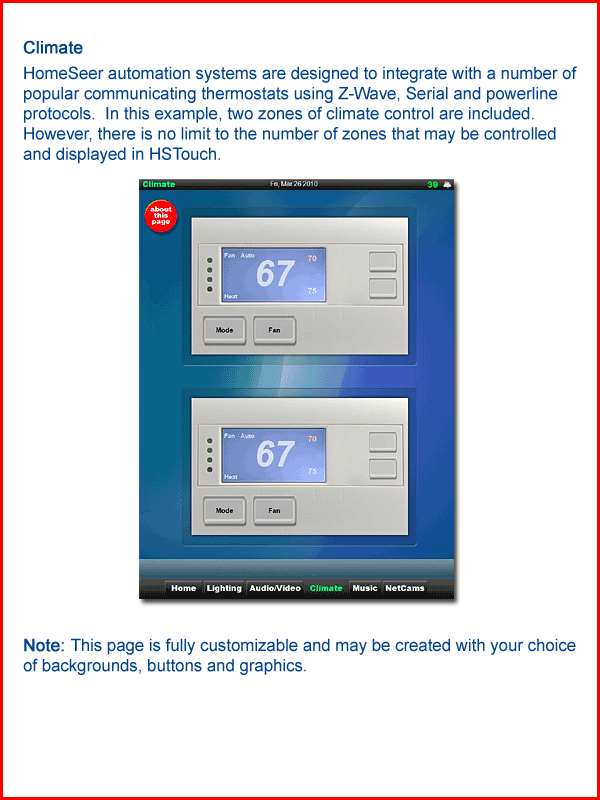 Climate
HomeSeer automation systems are designed to integrate with a number of
popular communicating thermostats using Z-Wave, Serial and powerline
protocols.  In this example, two zones of climate control are included.
However, there is no limit to the number of zones that may be controlled
and displayed in HSTouch.
Climate Fri, Mar 26 2010 39
about
this
page
Fan Auto 70
67
Heat 75
Mode Fan
Fan Auto 70
67
Heat 75
Mode Fan
Home Lighting Audio/Video Climate Music NetCams
Note: This page is fully customizable and may be created with your choice
of backgrounds, buttons and graphics.